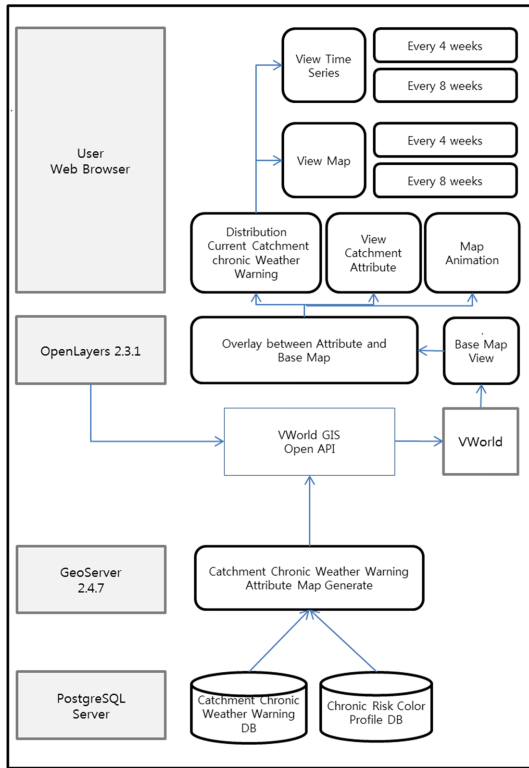 User
Web Browser
View Time
Series
Every 4 weeks
Every 8 weeks
View Map
Every 4 weeks
Every 8 weeks
Distribution
Current Catchment
chronic Weather
Warning
View
Catchment
Attribute
Map
Animation
OpenLayers 2.3.1
Overlay between Attribute and
Base Map
Base Map
View
VWorld GIS
Open API
VWorld
GeoServer
2.4.7
Catchment Chronic Weather Warning
Attribute Map Generate
PostgreSQL
Server
Catchment Chronic
Weather Warning
DB
Chronic Risk Color
Profile DB